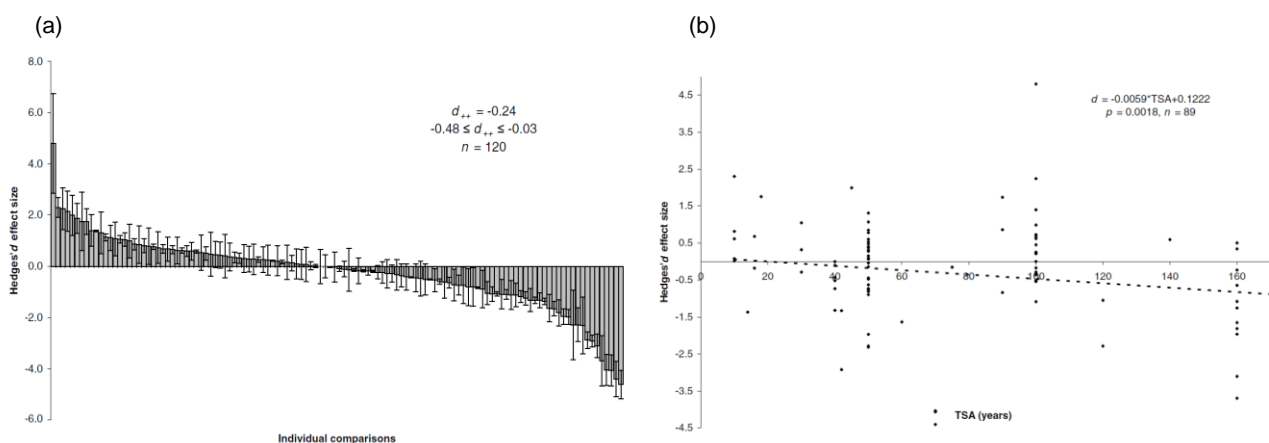 (a)
8.0
6.0
4.0
2.0
0.0
-2.0
-4.0
-6.0
Hedges' d effect size
d++ = -0.24
-0.48 ≤ d++ ≤ -0.03
n = 120
Individual comparisons
(b)
4.5
3.5
2.5
1.5
0.5
-0.5
-1.5
-2.5
-3.5
-4.5
Hedges' d effect size
d = -0.0059*TSA+0.1222
p = 0.0018, n = 89
0 20 40 60 80 100 120 140 160
TSA (years)